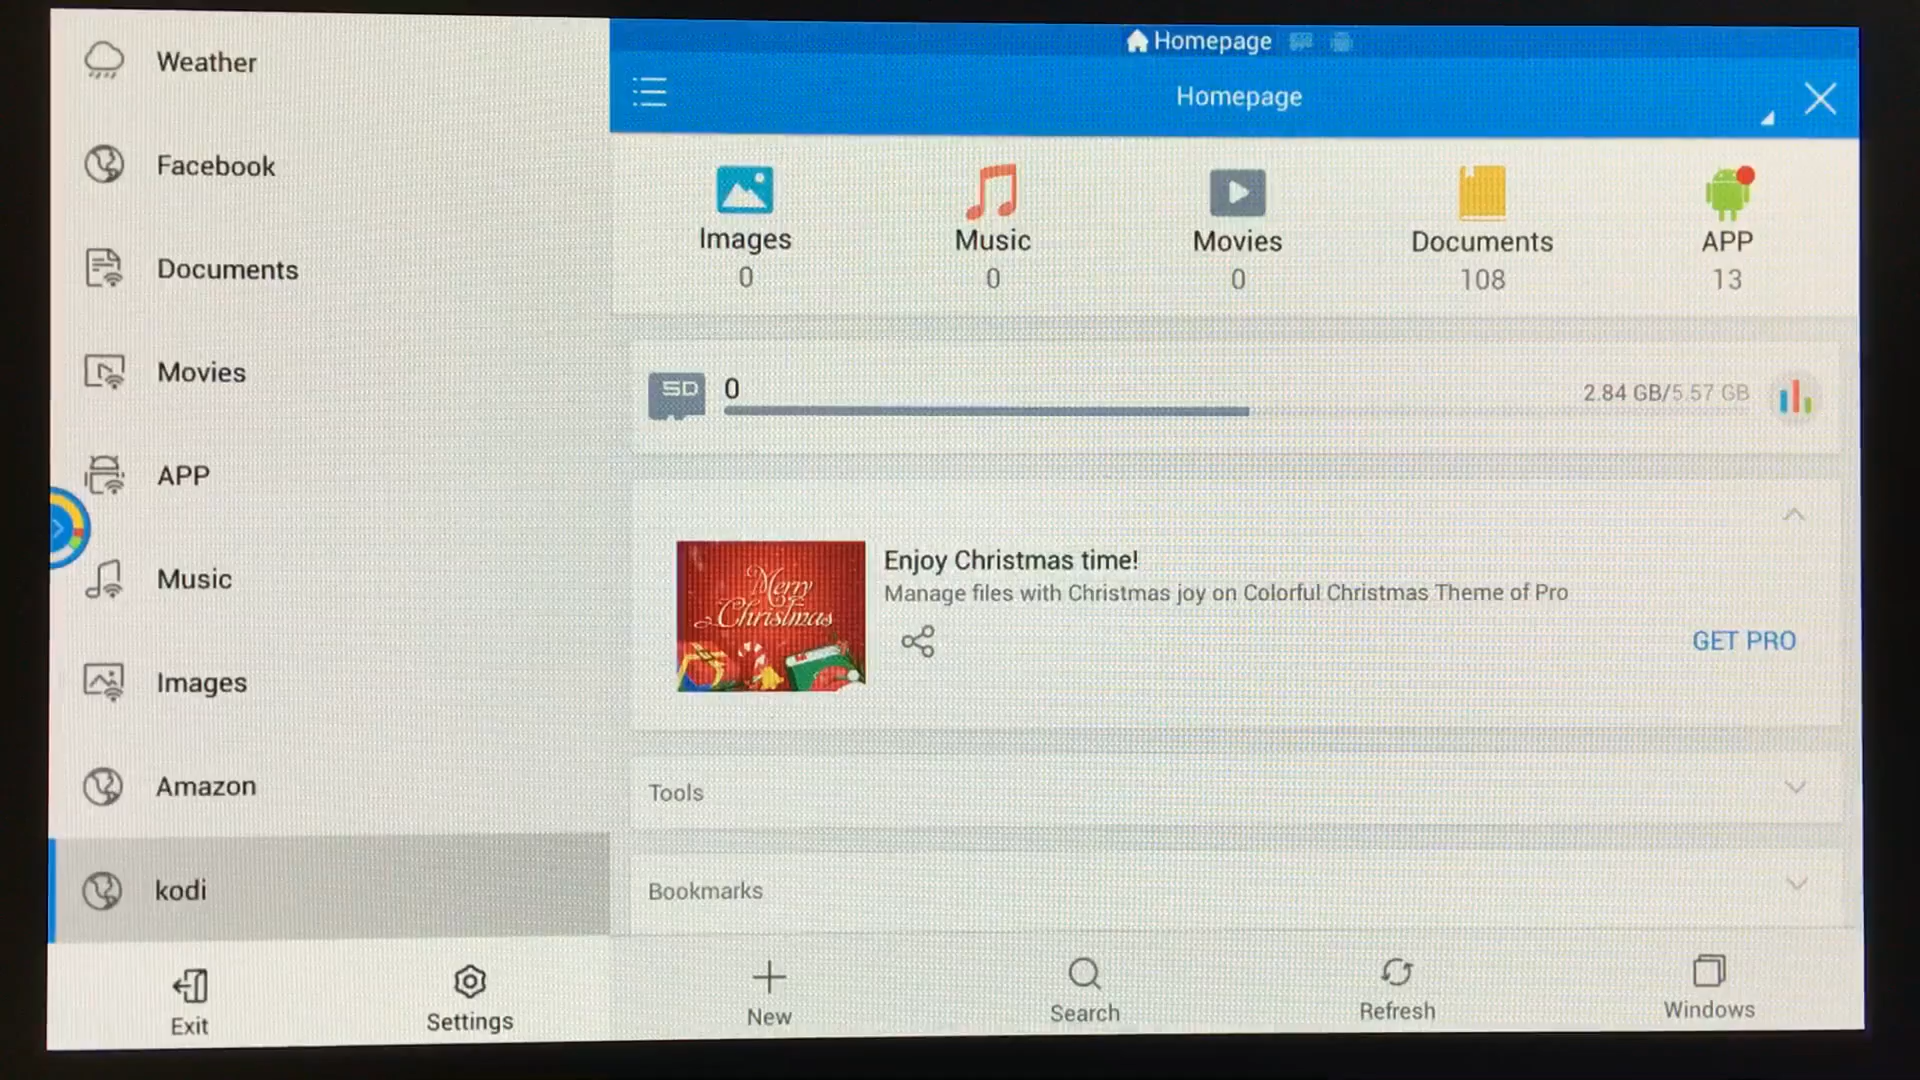 Weather
Facebook
Documents
Movies
APP
Music
Images
Amazon
kodi
Exit
Settings
Homepage
Homepage
Images
0
Music
0
Movies
0
Documents
108
APP
13
SD
0
2.84 GB/5.57 GB
Merry
Christmas
Enjoy Christmas time!
Manage files with Christmas joy on Colorful Christmas Theme of Pro
GET PRO
Tools
Bookmarks
New
Search
Refresh
Windows